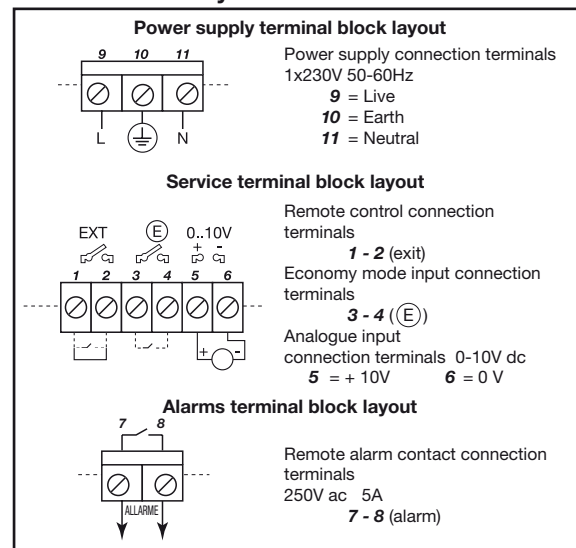 Power supply terminal block layout
9 10 11
L N
Power supply connection terminals
1x230V 50-60Hz
9 = Live
10 = Earth
11 = Neutral
Service terminal block layout
EXT E 0..10V
+ -
1 2 3 4 5 6
+ -
Remote control connection
terminals
1 - 2 (exit)
Economy mode input connection
terminals
3 - 4 (E)
Analogue input
connection terminals 0-10V dc
5 = + 10V 6 = 0 V
Alarms terminal block layout
7 8
ALLARME
Remote alarm contact connection
terminals
250V ac 5A
7 - 8 (alarm)